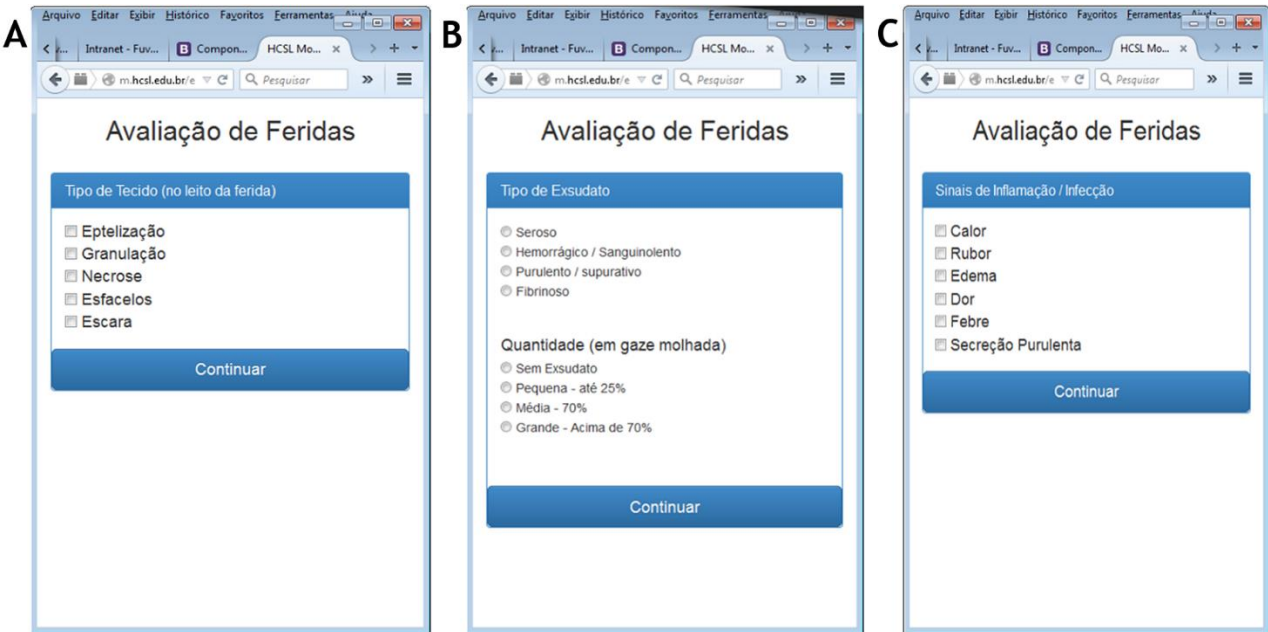 A
Arquivo Editar Exibir Histórico Favoritos Ferramentas Ajuda
Intranet - Fuv... B Compon... HCSL Mo...
m.hcsl.edu.br/e Pesquisar
Avaliação de Feridas
Tipo de Tecido (no leito da ferida)
Eptelização
Granulação
Necrose
Esfacelos
Escara
Continuar
B
Arquivo Editar Exibir Histórico Favoritos Ferramentas
Intranet - Fuv... B Compon... HCSL Mo...
m.hcsl.edu.br/e Pesquisar
Avaliação de Feridas
Tipo de Exsudato
Seroso
Hemorrágico / Sanguinolento
Purulento / supurativo
Fibrinoso
Quantidade (em gaze molhada)
Sem Exsudato
Pequena - até 25%
Média - 70%
Grande - Acima de 70%
Continuar
C
Arquivo Editar Exibir Histórico Favoritos Ferramentas Ajuda
Intranet - Fuv... B Compon... HCSL Mo...
m.hcsl.edu.br/e Pesquisar
Avaliação de Feridas
Sinais de Inflamação / Infecção
Calor
Rubor
Edema
Dor
Febre
Secreção Purulenta
Continuar